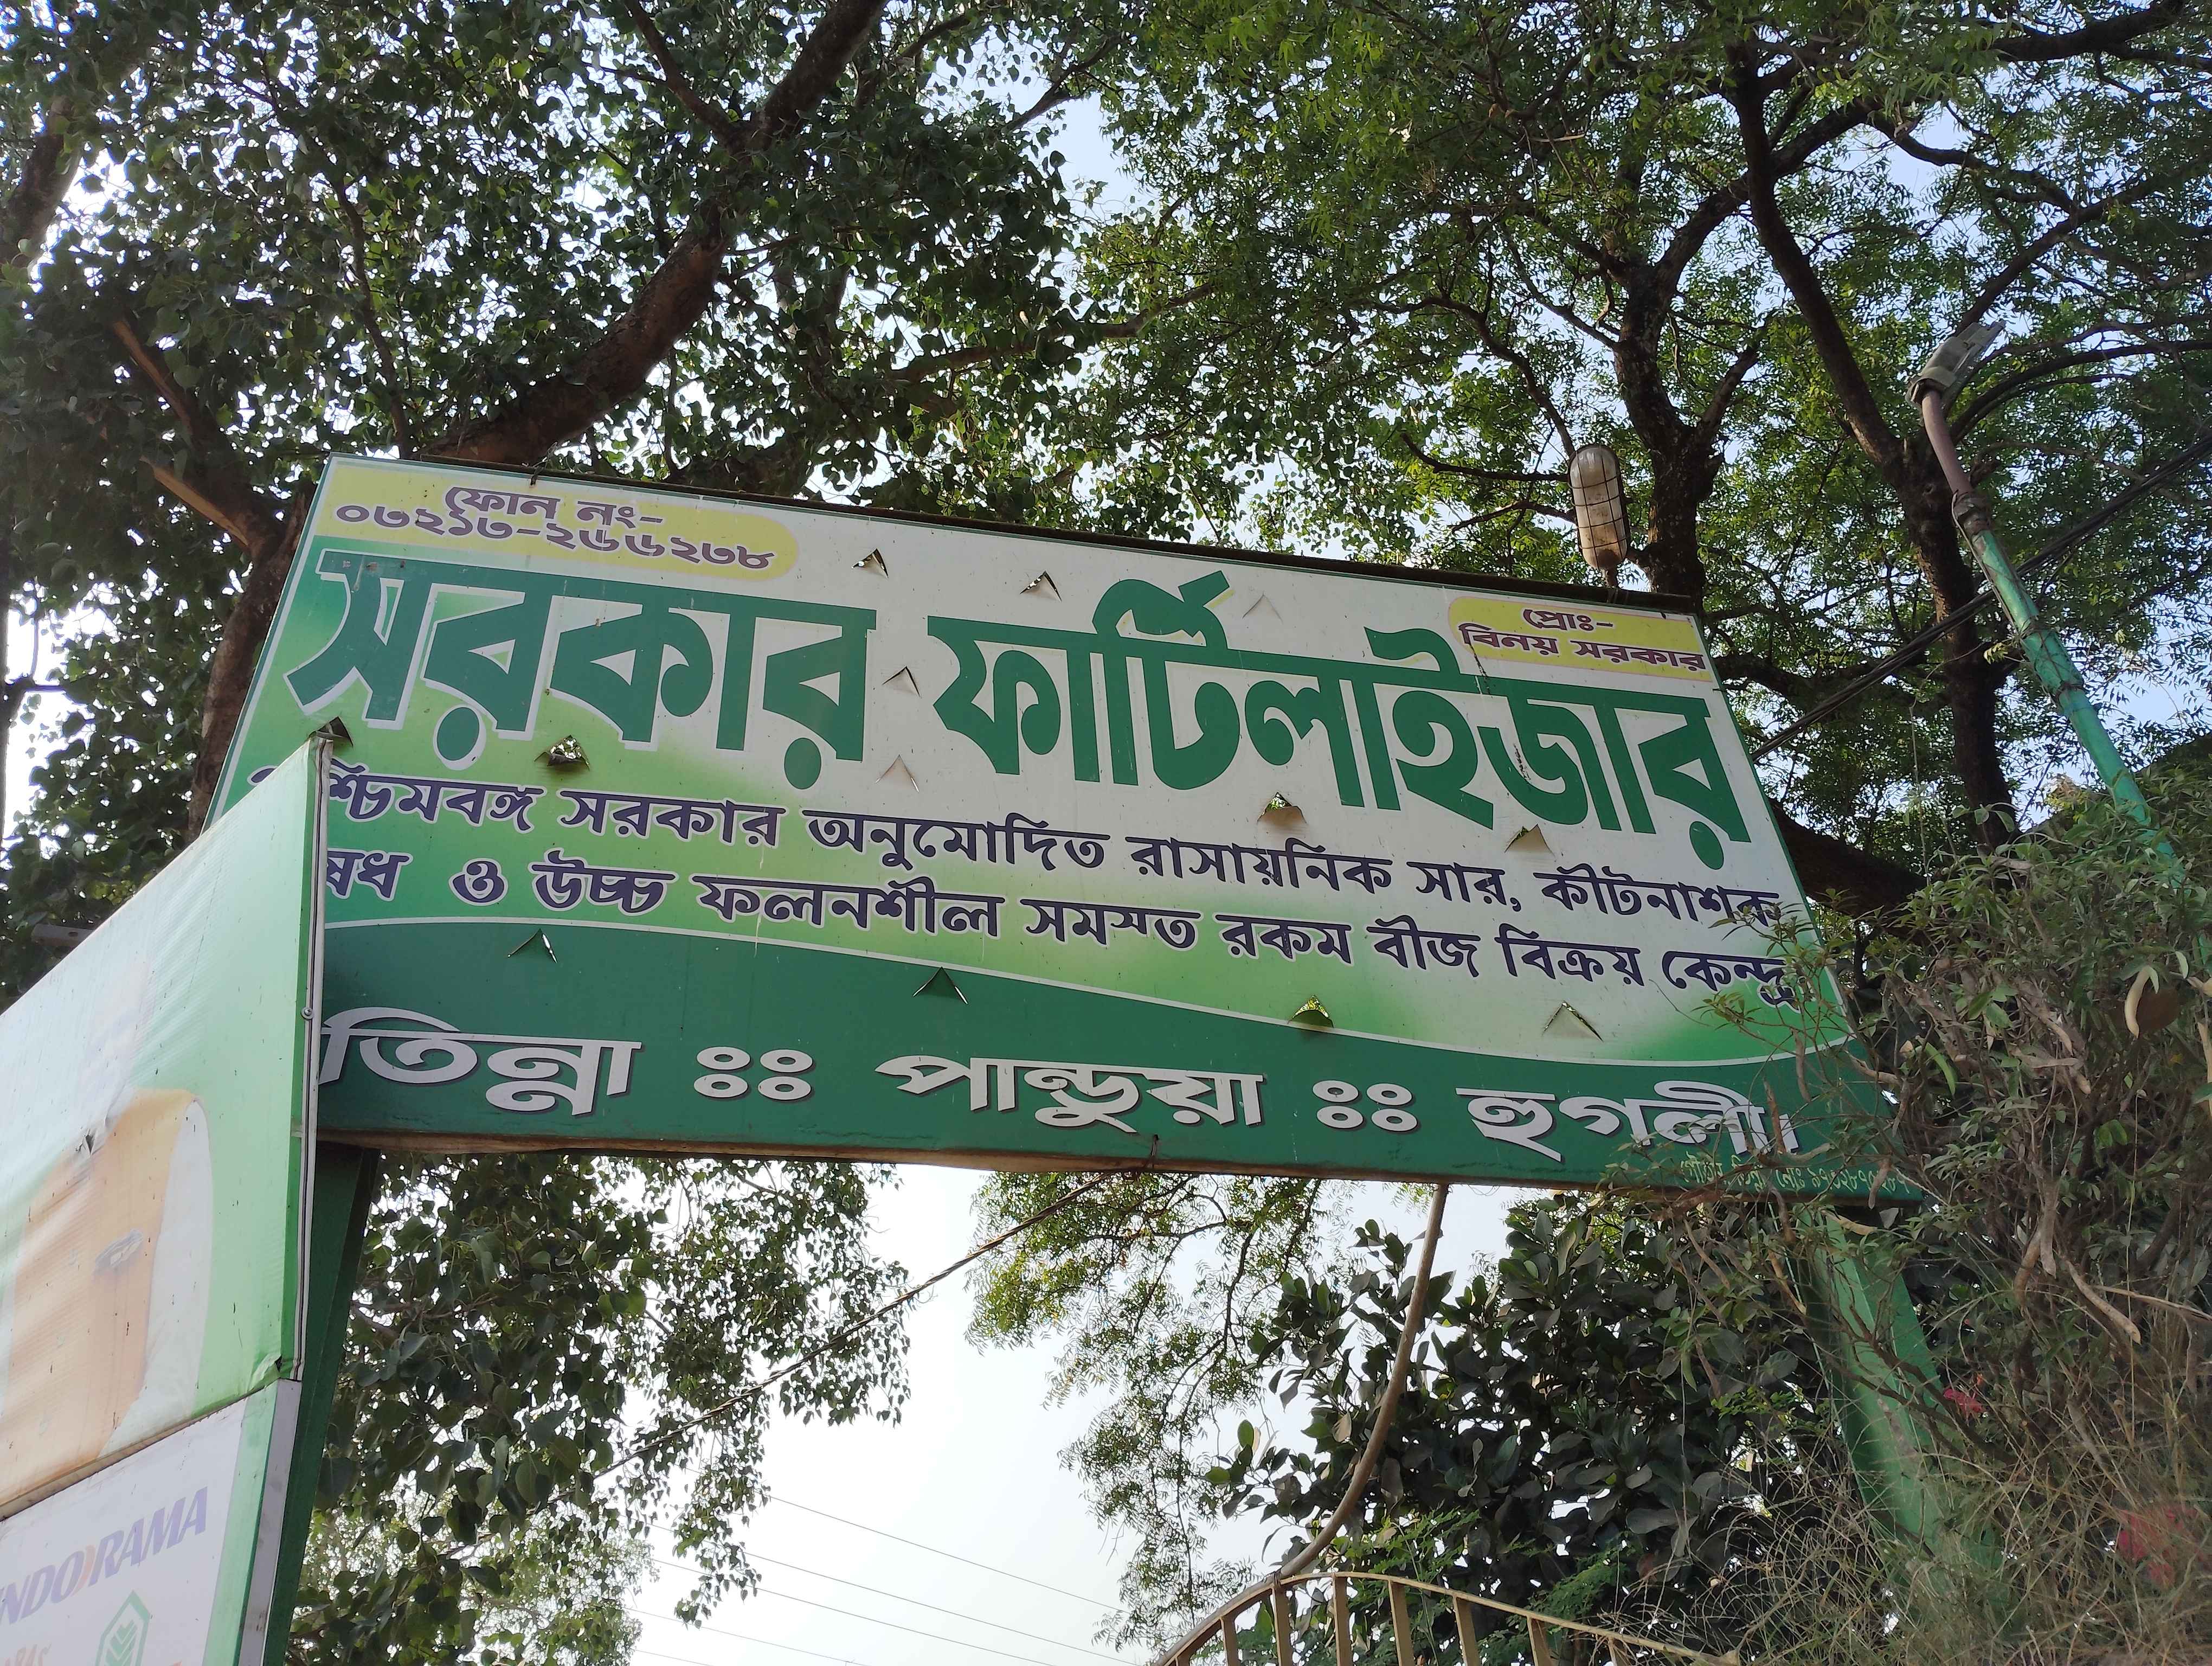 ফোন নং-
০৩২১৩-২৬৬২৩৮
প্রোঃ-
বিনয় সরকার
সরকার ফার্টিলাইজার
পশ্চিমবঙ্গ সরকার অনুমোদিত রাসায়নিক সার, কীটনাশক
ষধ ও উচ্চ ফলনশীল সমস্ত রকম বীজ বিক্রয় কেন্দ্র
তিন্না ঃঃ পান্ডুয়া ঃঃ হুগলী।
NDORAMA